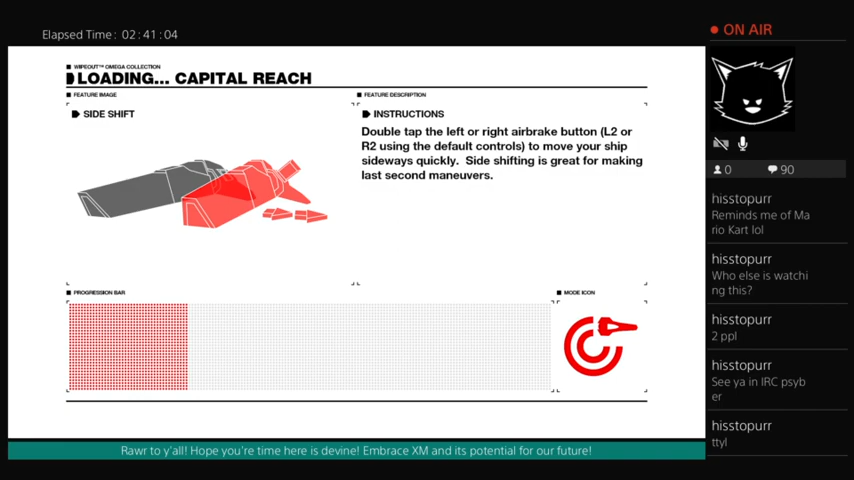 Elapsed Time : 02:41:04
ON AIR
WIPEOUT™ OMEGA COLLECTION
LOADING... CAPITAL REACH
FEATURE IMAGE
FEATURE DESCRIPTION
SIDE SHIFT
INSTRUCTIONS
Double tap the left or right airbrake button (L2 or
R2 using the default controls) to move your ship
sideways quickly. Side shifting is great for making
last second maneuvers.
PROGRESSION BAR
MODE ICON
0
90
hisstopurr
Reminds me of Ma
rio Kart lol
hisstopurr
Who else is watchi
ng this?
hisstopurr
2 ppl
hisstopurr
See ya in IRC psyb
er
hisstopurr
ttyl
Rawr to y'all! Hope you're time here is devine! Embrace XM and its potential for our future!